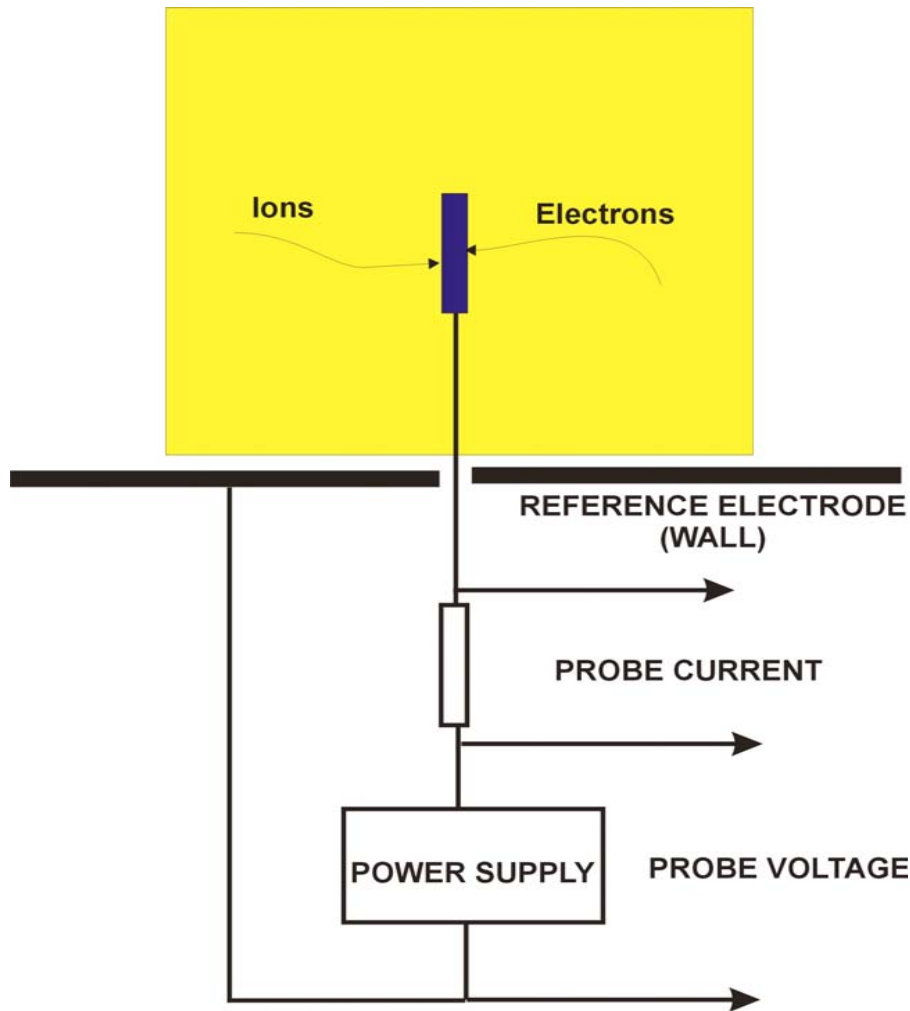 Ions
Electrons
REFERENCE ELECTRODE
(WALL)
PROBE CURRENT
POWER SUPPLY
PROBE VOLTAGE